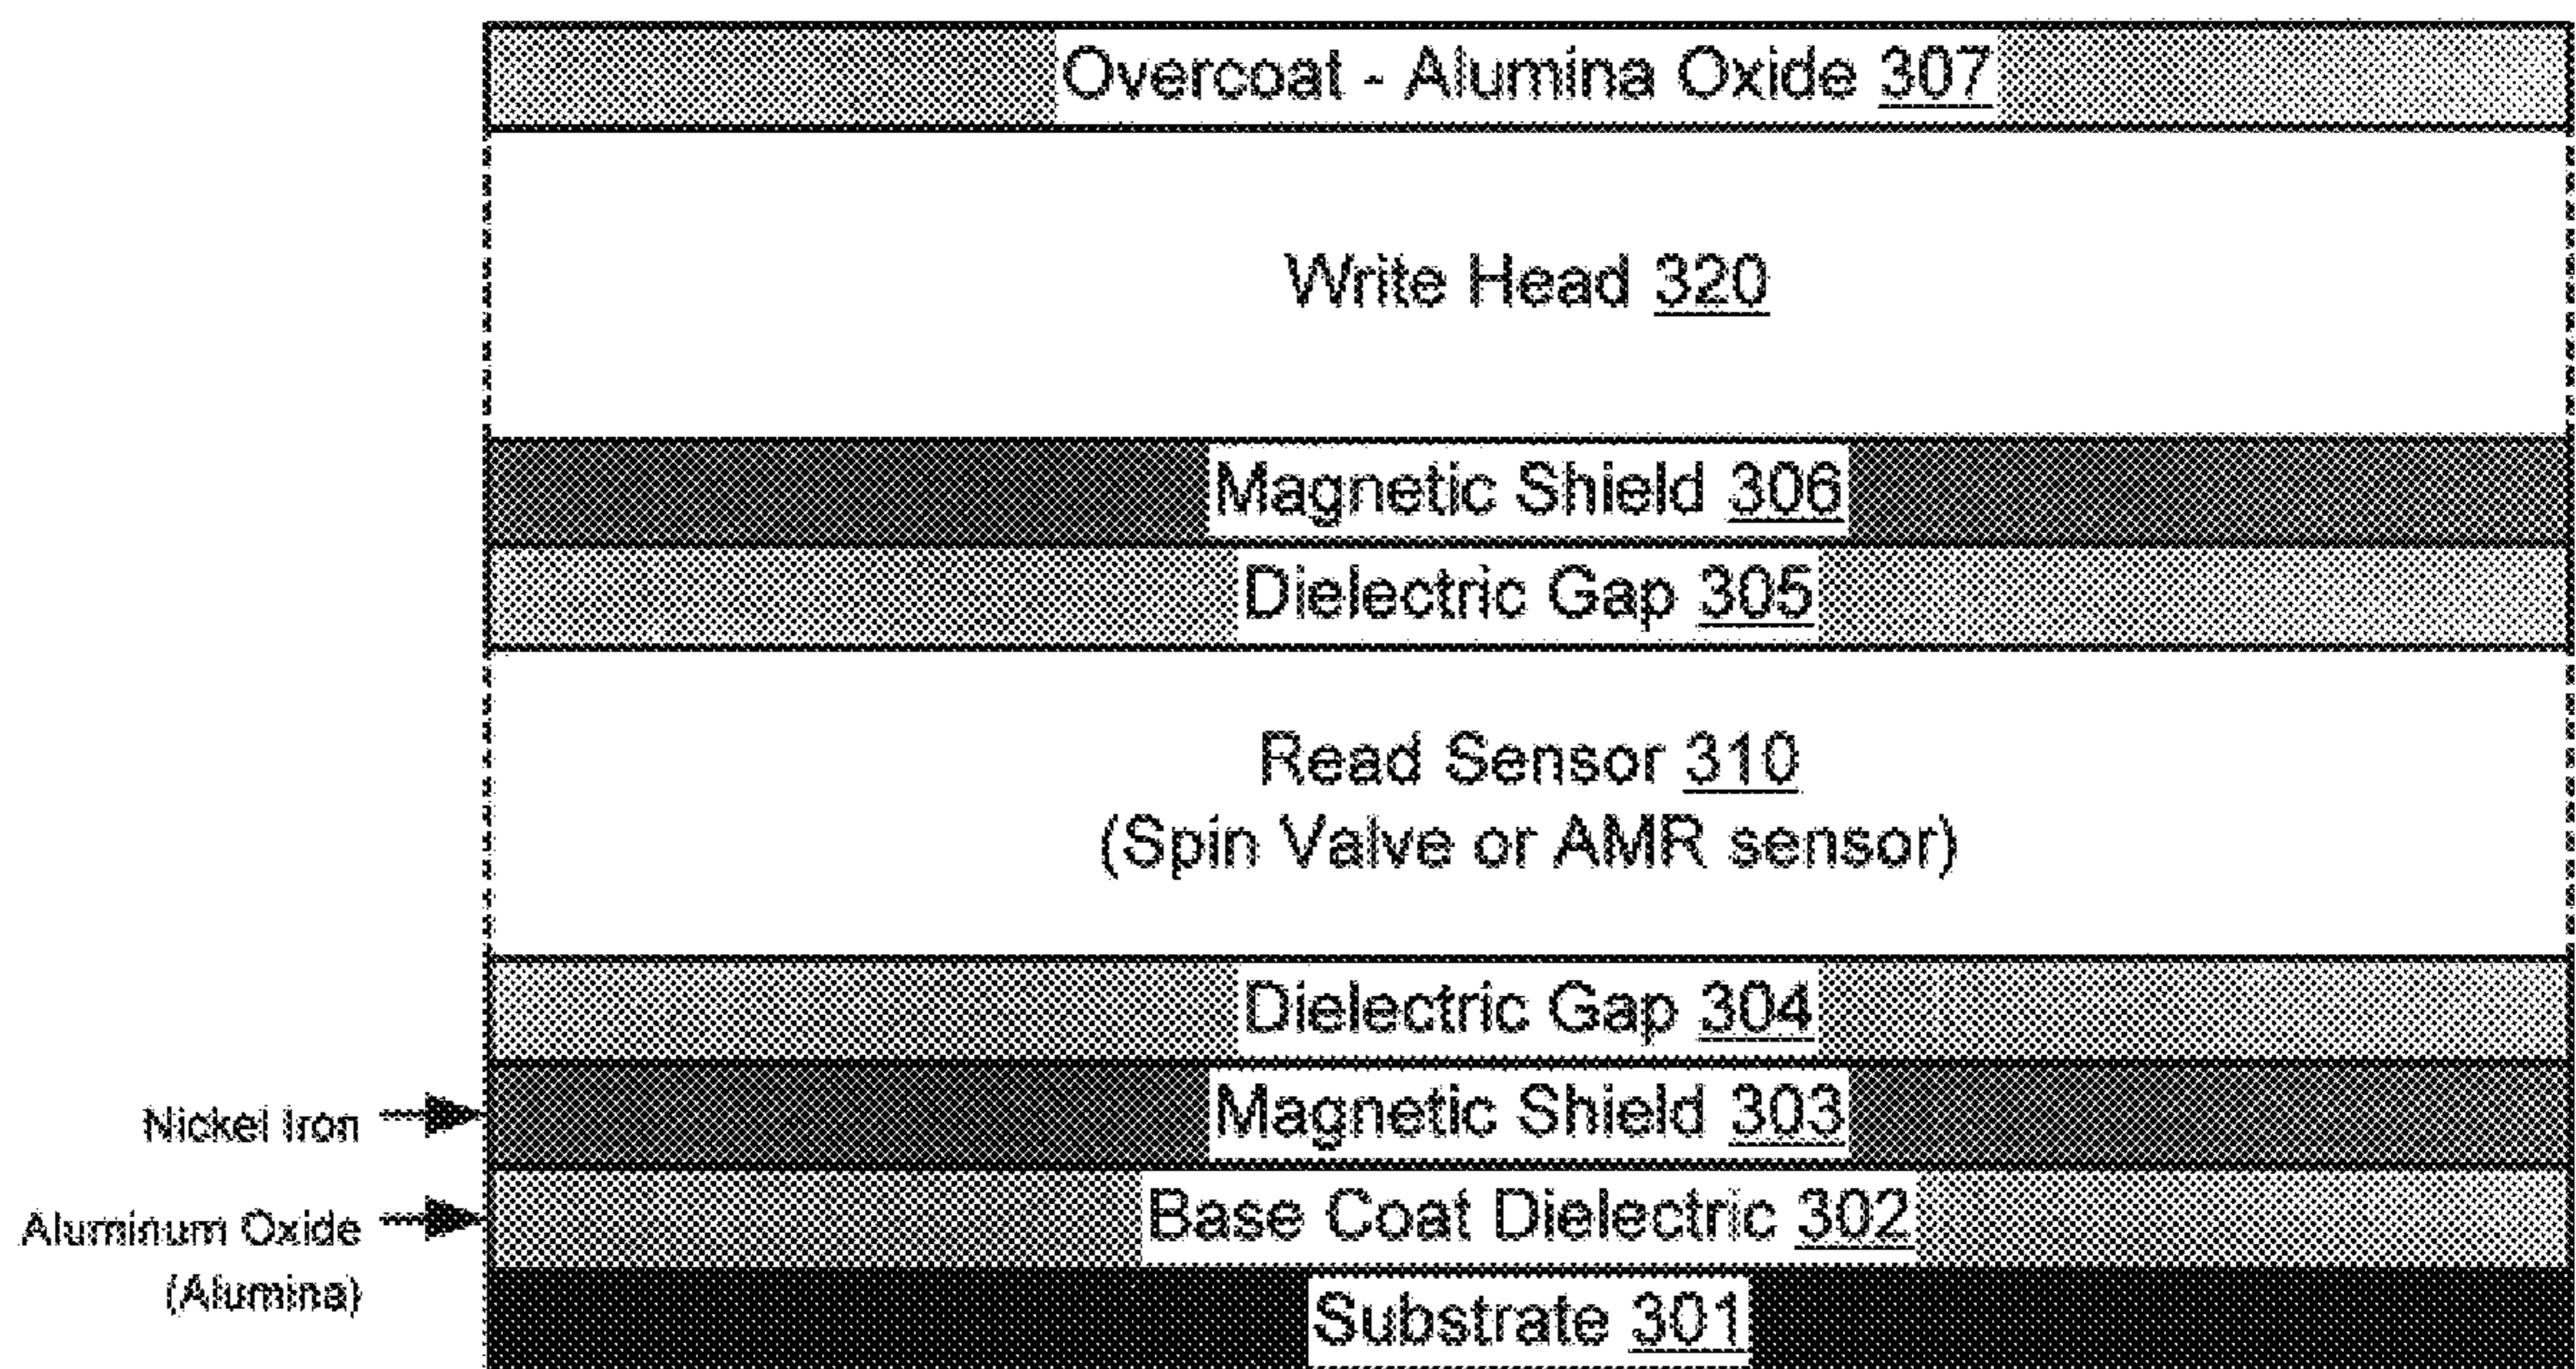 Overcoat - Alumina Oxide 307
Write Head 320
Magnetic Shield 306
Dielectric Gap 305
Read Sensor 310
(Spin Valve or AMR sensor)
Dielectric Gap 304
Nickel Iron
Magnetic Shield 303
Aluminum Oxide
(Alumina)
Base Coat Dielectric 302
Substrate 301